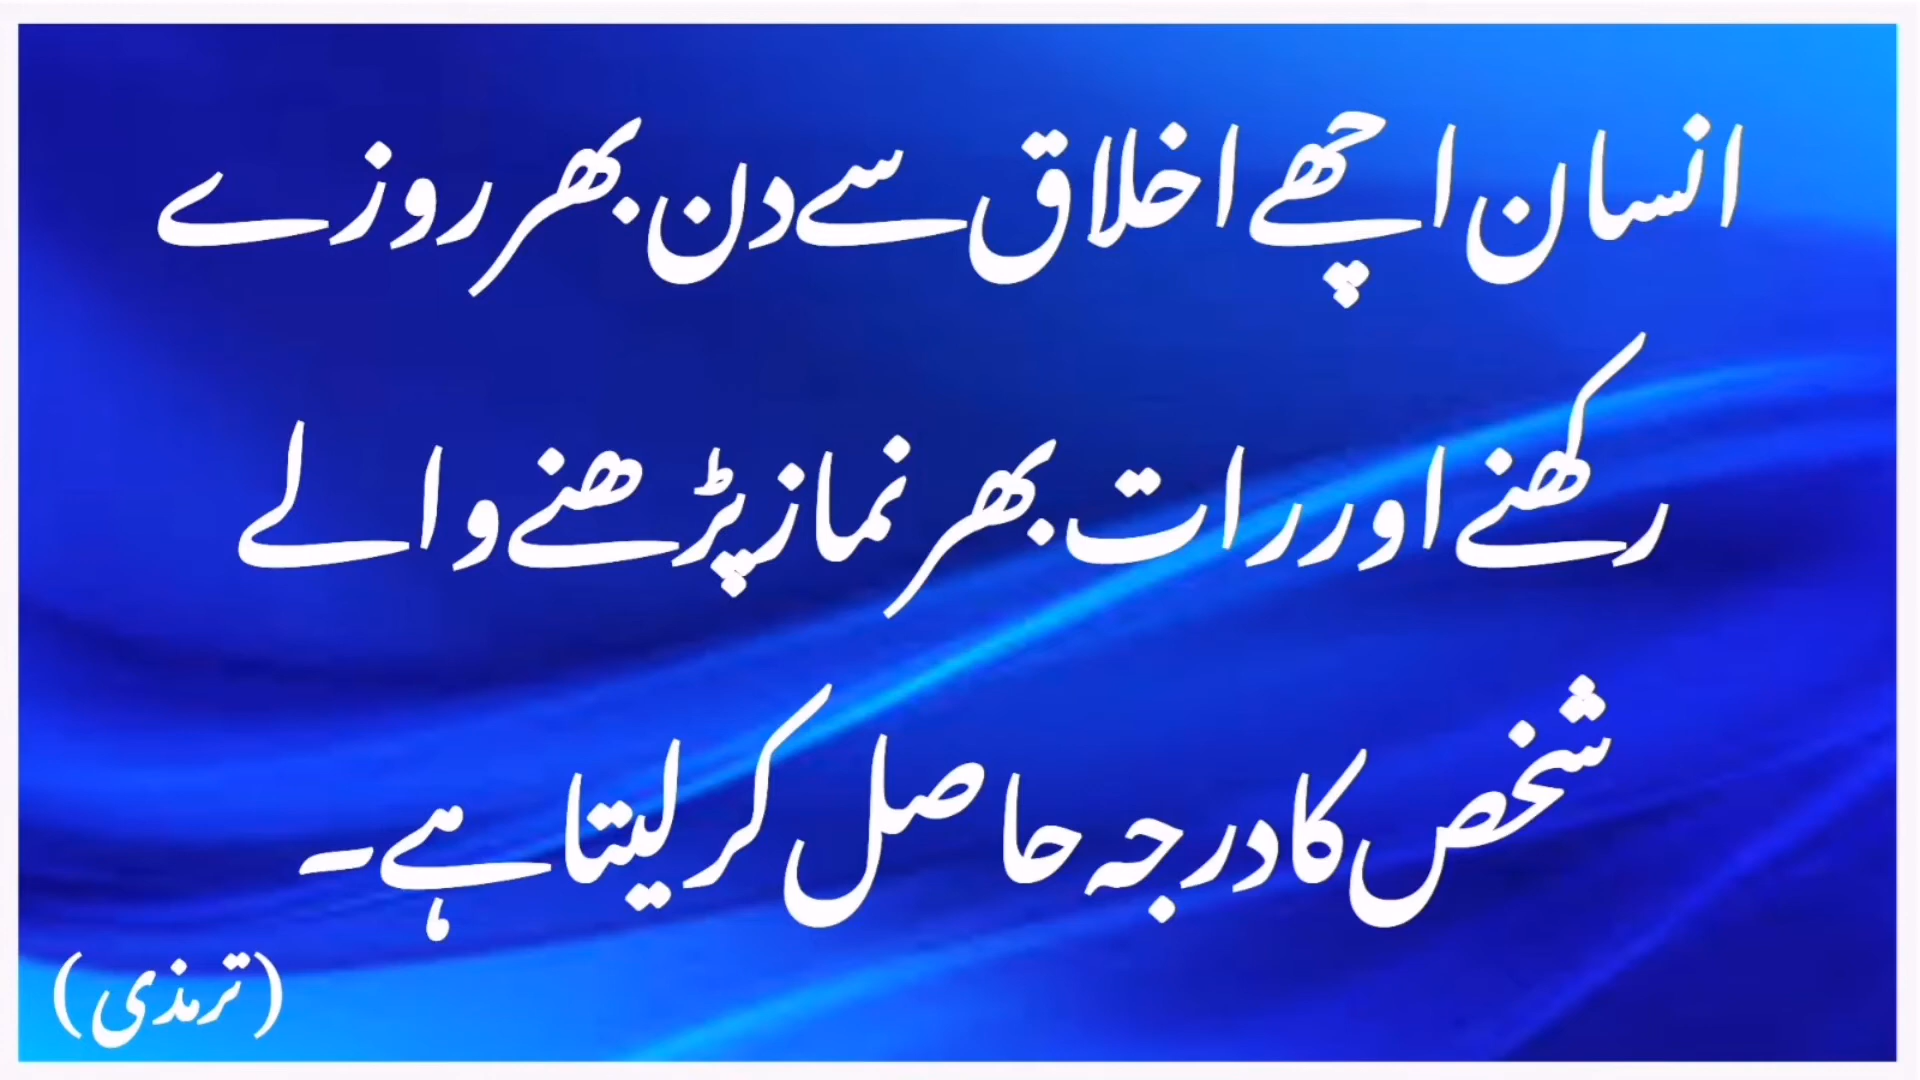 انسان اچھے اخلاق سے دن بھر روزے
رکھنے اور رات بھر نماز پڑھنے والے
شخص کا درجہ حاصل کر لیتا ہے۔
(ترمذی)